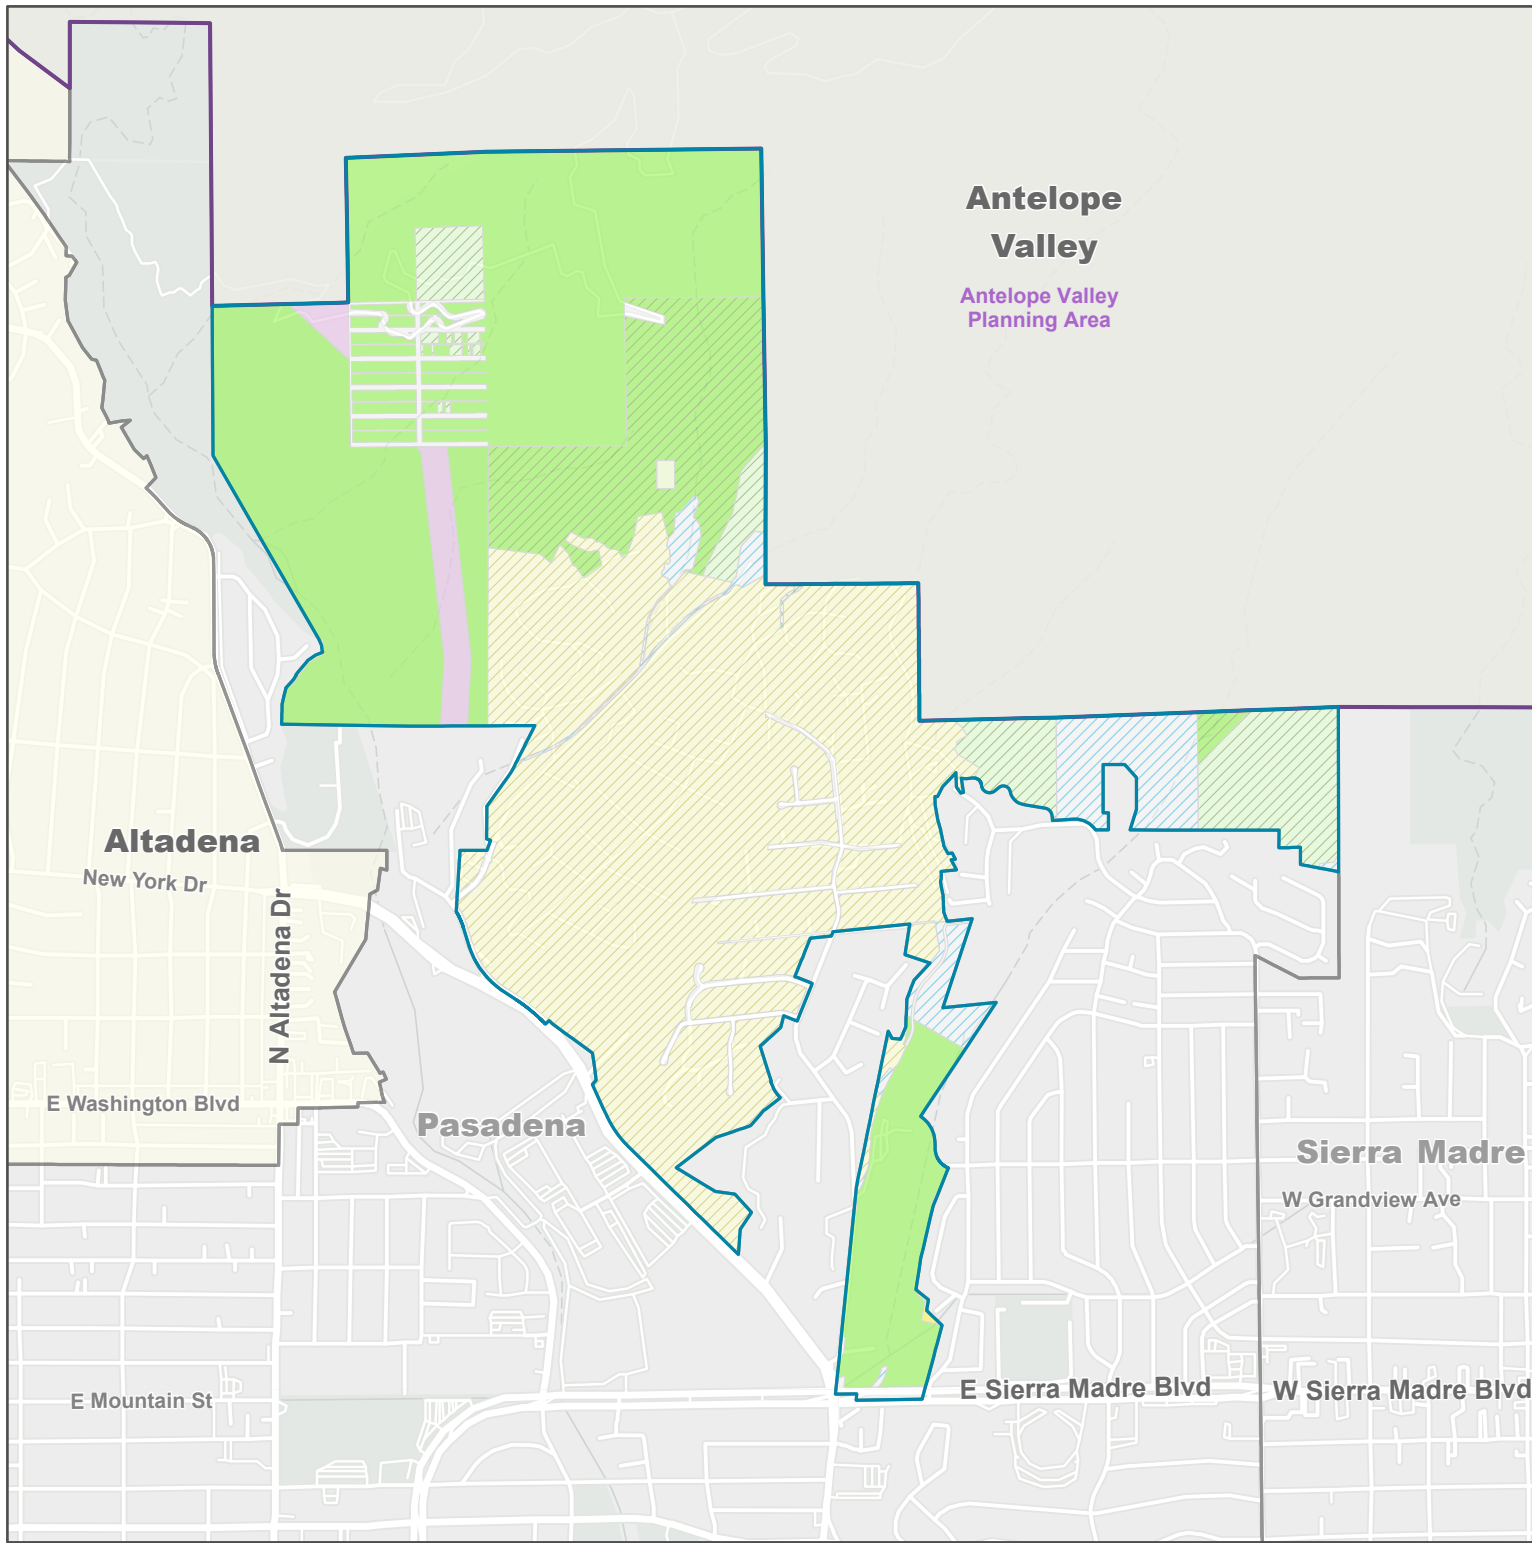 Antelope
Valley
Antelope Valley
Planning Area
Altadena
New York Dr
N Altadena Dr
E Washington Blvd
Pasadena
Sierra Madre
W Grandview Ave
E Mountain St
E Sierra Madre Blvd
W Sierra Madre Blvd